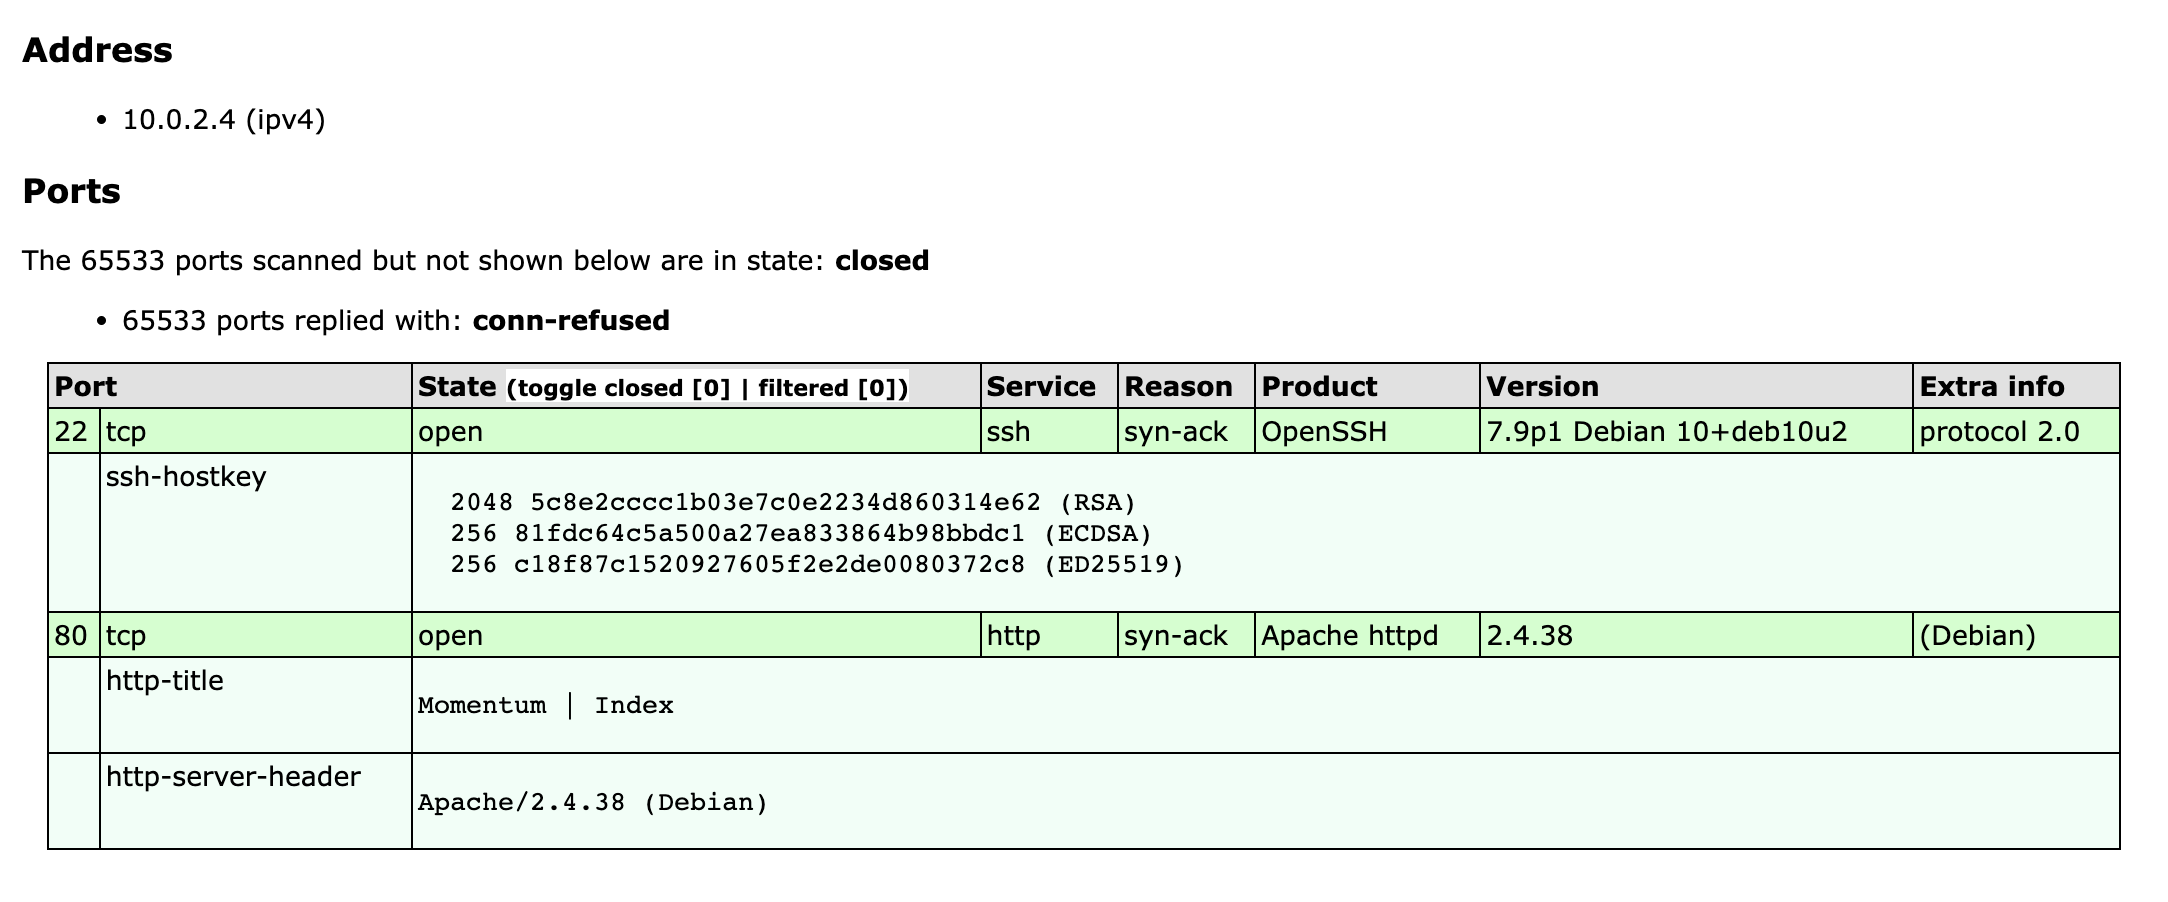 Address
• 10.0.2.4 (ipv4)
Ports
The 65533 ports scanned but not shown below are in state: closed
• 65533 ports replied with: conn-refused
Port State (toggle closed [0] | filtered [0]) Service Reason Product Version Extra info
22 tcp open ssh syn-ack OpenSSH 7.9p1 Debian 10+deb10u2 protocol 2.0
ssh-hostkey
2048 5c8e2cccc1b03e7c0e2234d860314e62 (RSA)
256 81fdc64c5a500a27ea833864b98bbdc1 (ECDSA)
256 c18f87c1520927605f2e2de0080372c8 (ED25519)
80 tcp open http syn-ack Apache httpd 2.4.38 (Debian)
http-title
Momentum | Index
http-server-header
Apache/2.4.38 (Debian)